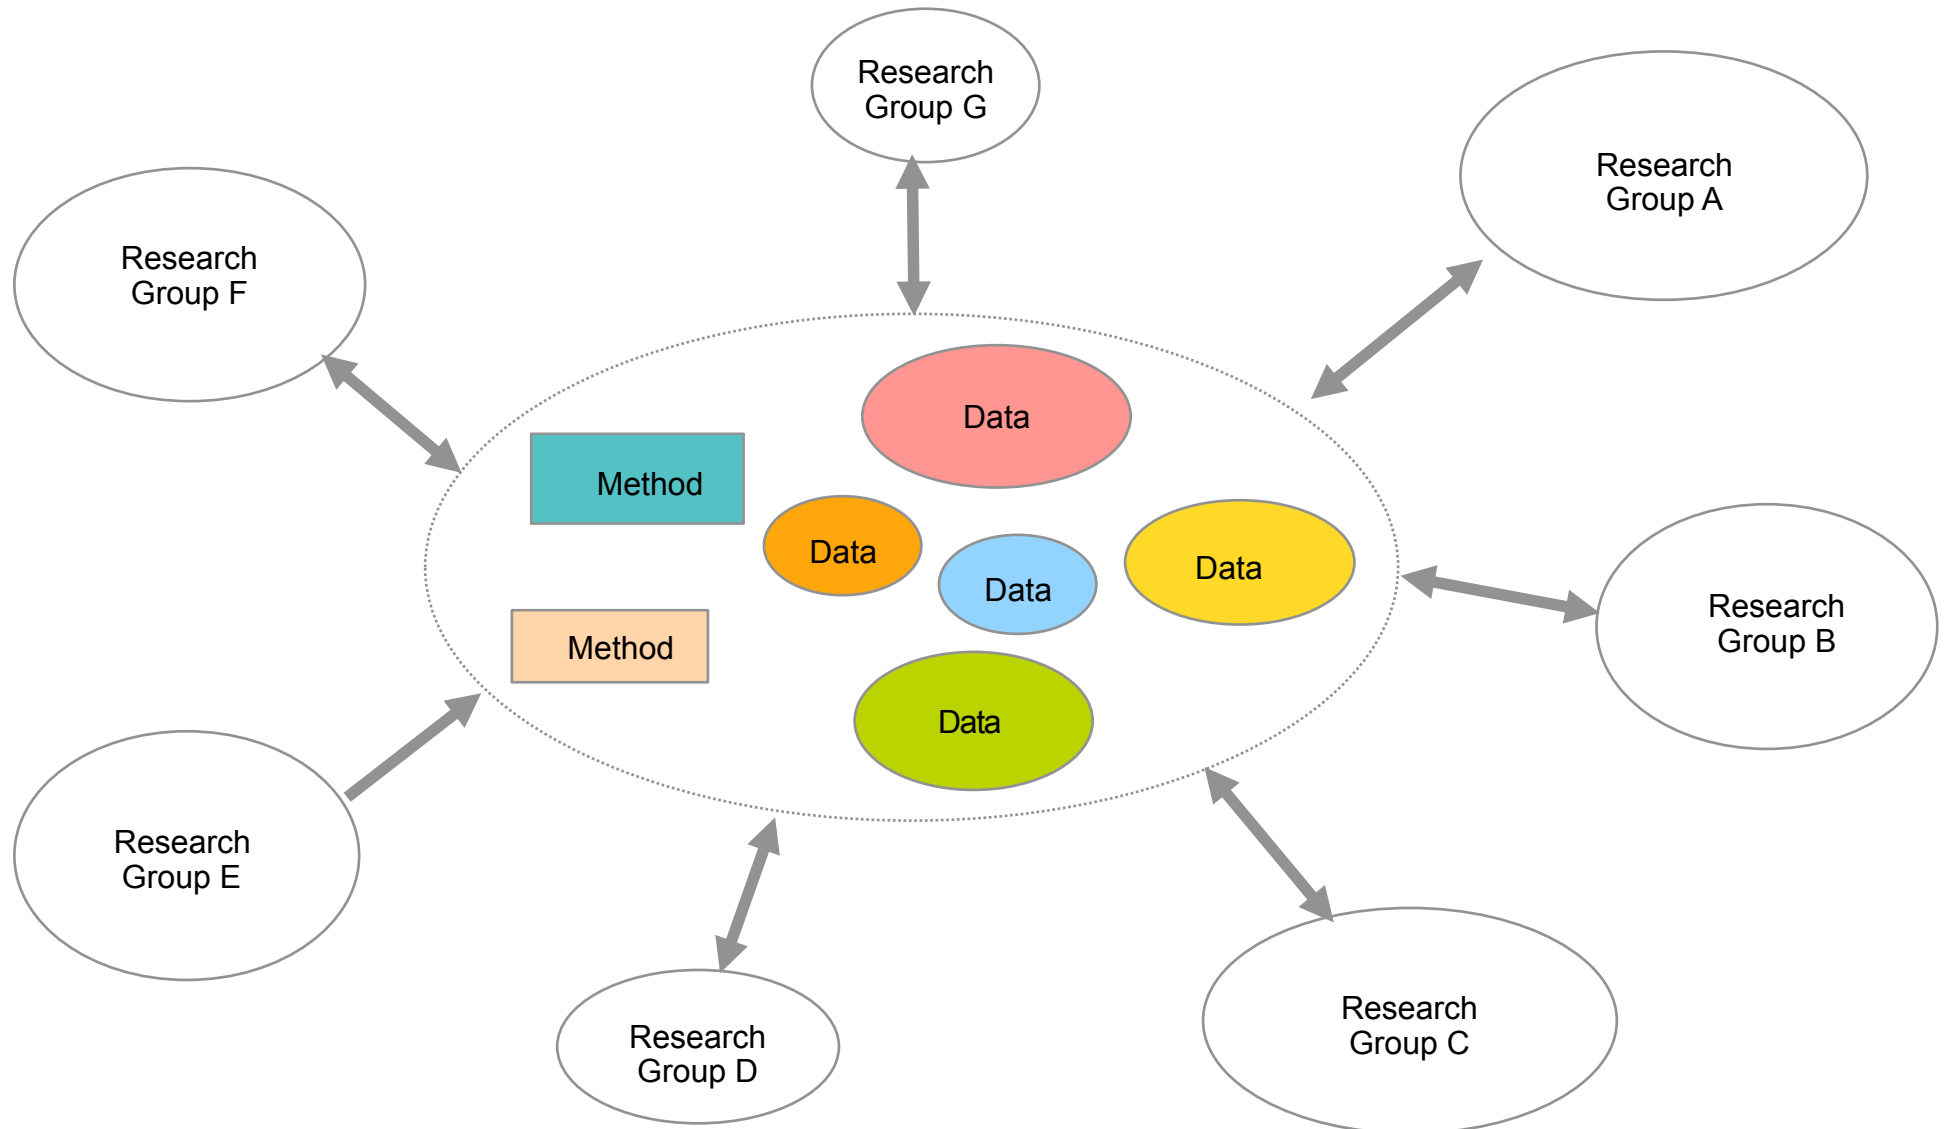 Research
Group G
Research
Group A
Research
Group F
Data
Method
Data
Data
Data
Research
Group B
Method
Data
Research
Group E
Research
Group C
Research
Group D